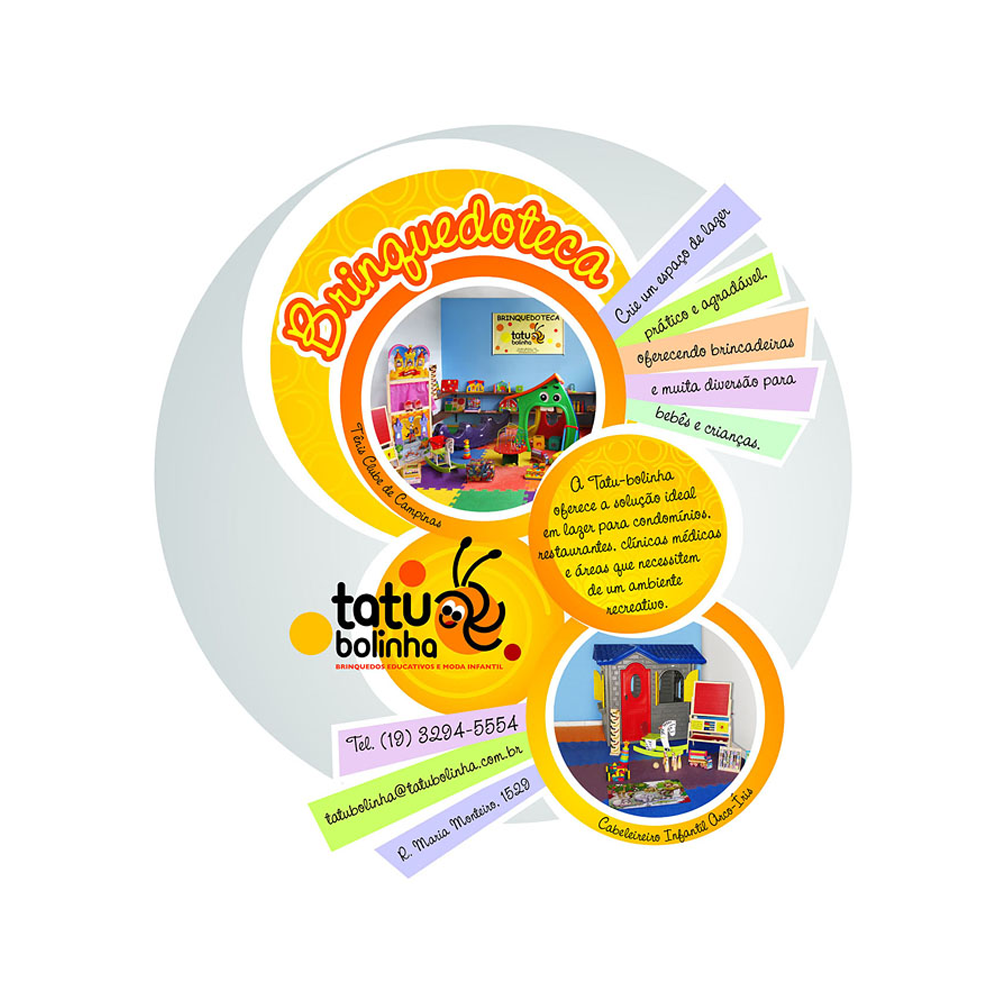 Brinquedoteca
Crie um espaço de lazer
prático e agradável,
oferecendo brincadeiras
e muita diversão para
bebês e crianças.
BRINQUEDOTECA
tatu
bolinha
Tênis Clube de Campinas
A Tatu-bolinha
oferece a solução ideal
em lazer para condomínios,
restaurantes, clínicas médicas
e áreas que necessitem
de um ambiente
recreativo.
tatu
bolinha
BRINQUEDOS EDUCATIVOS E MODA INFANTIL
Tel. (19) 3294-5554
tatubolinha@tatubolinha.com.br
R. Maria Monteiro, 1529
Cabeleireiro Infantil Arco-Íris